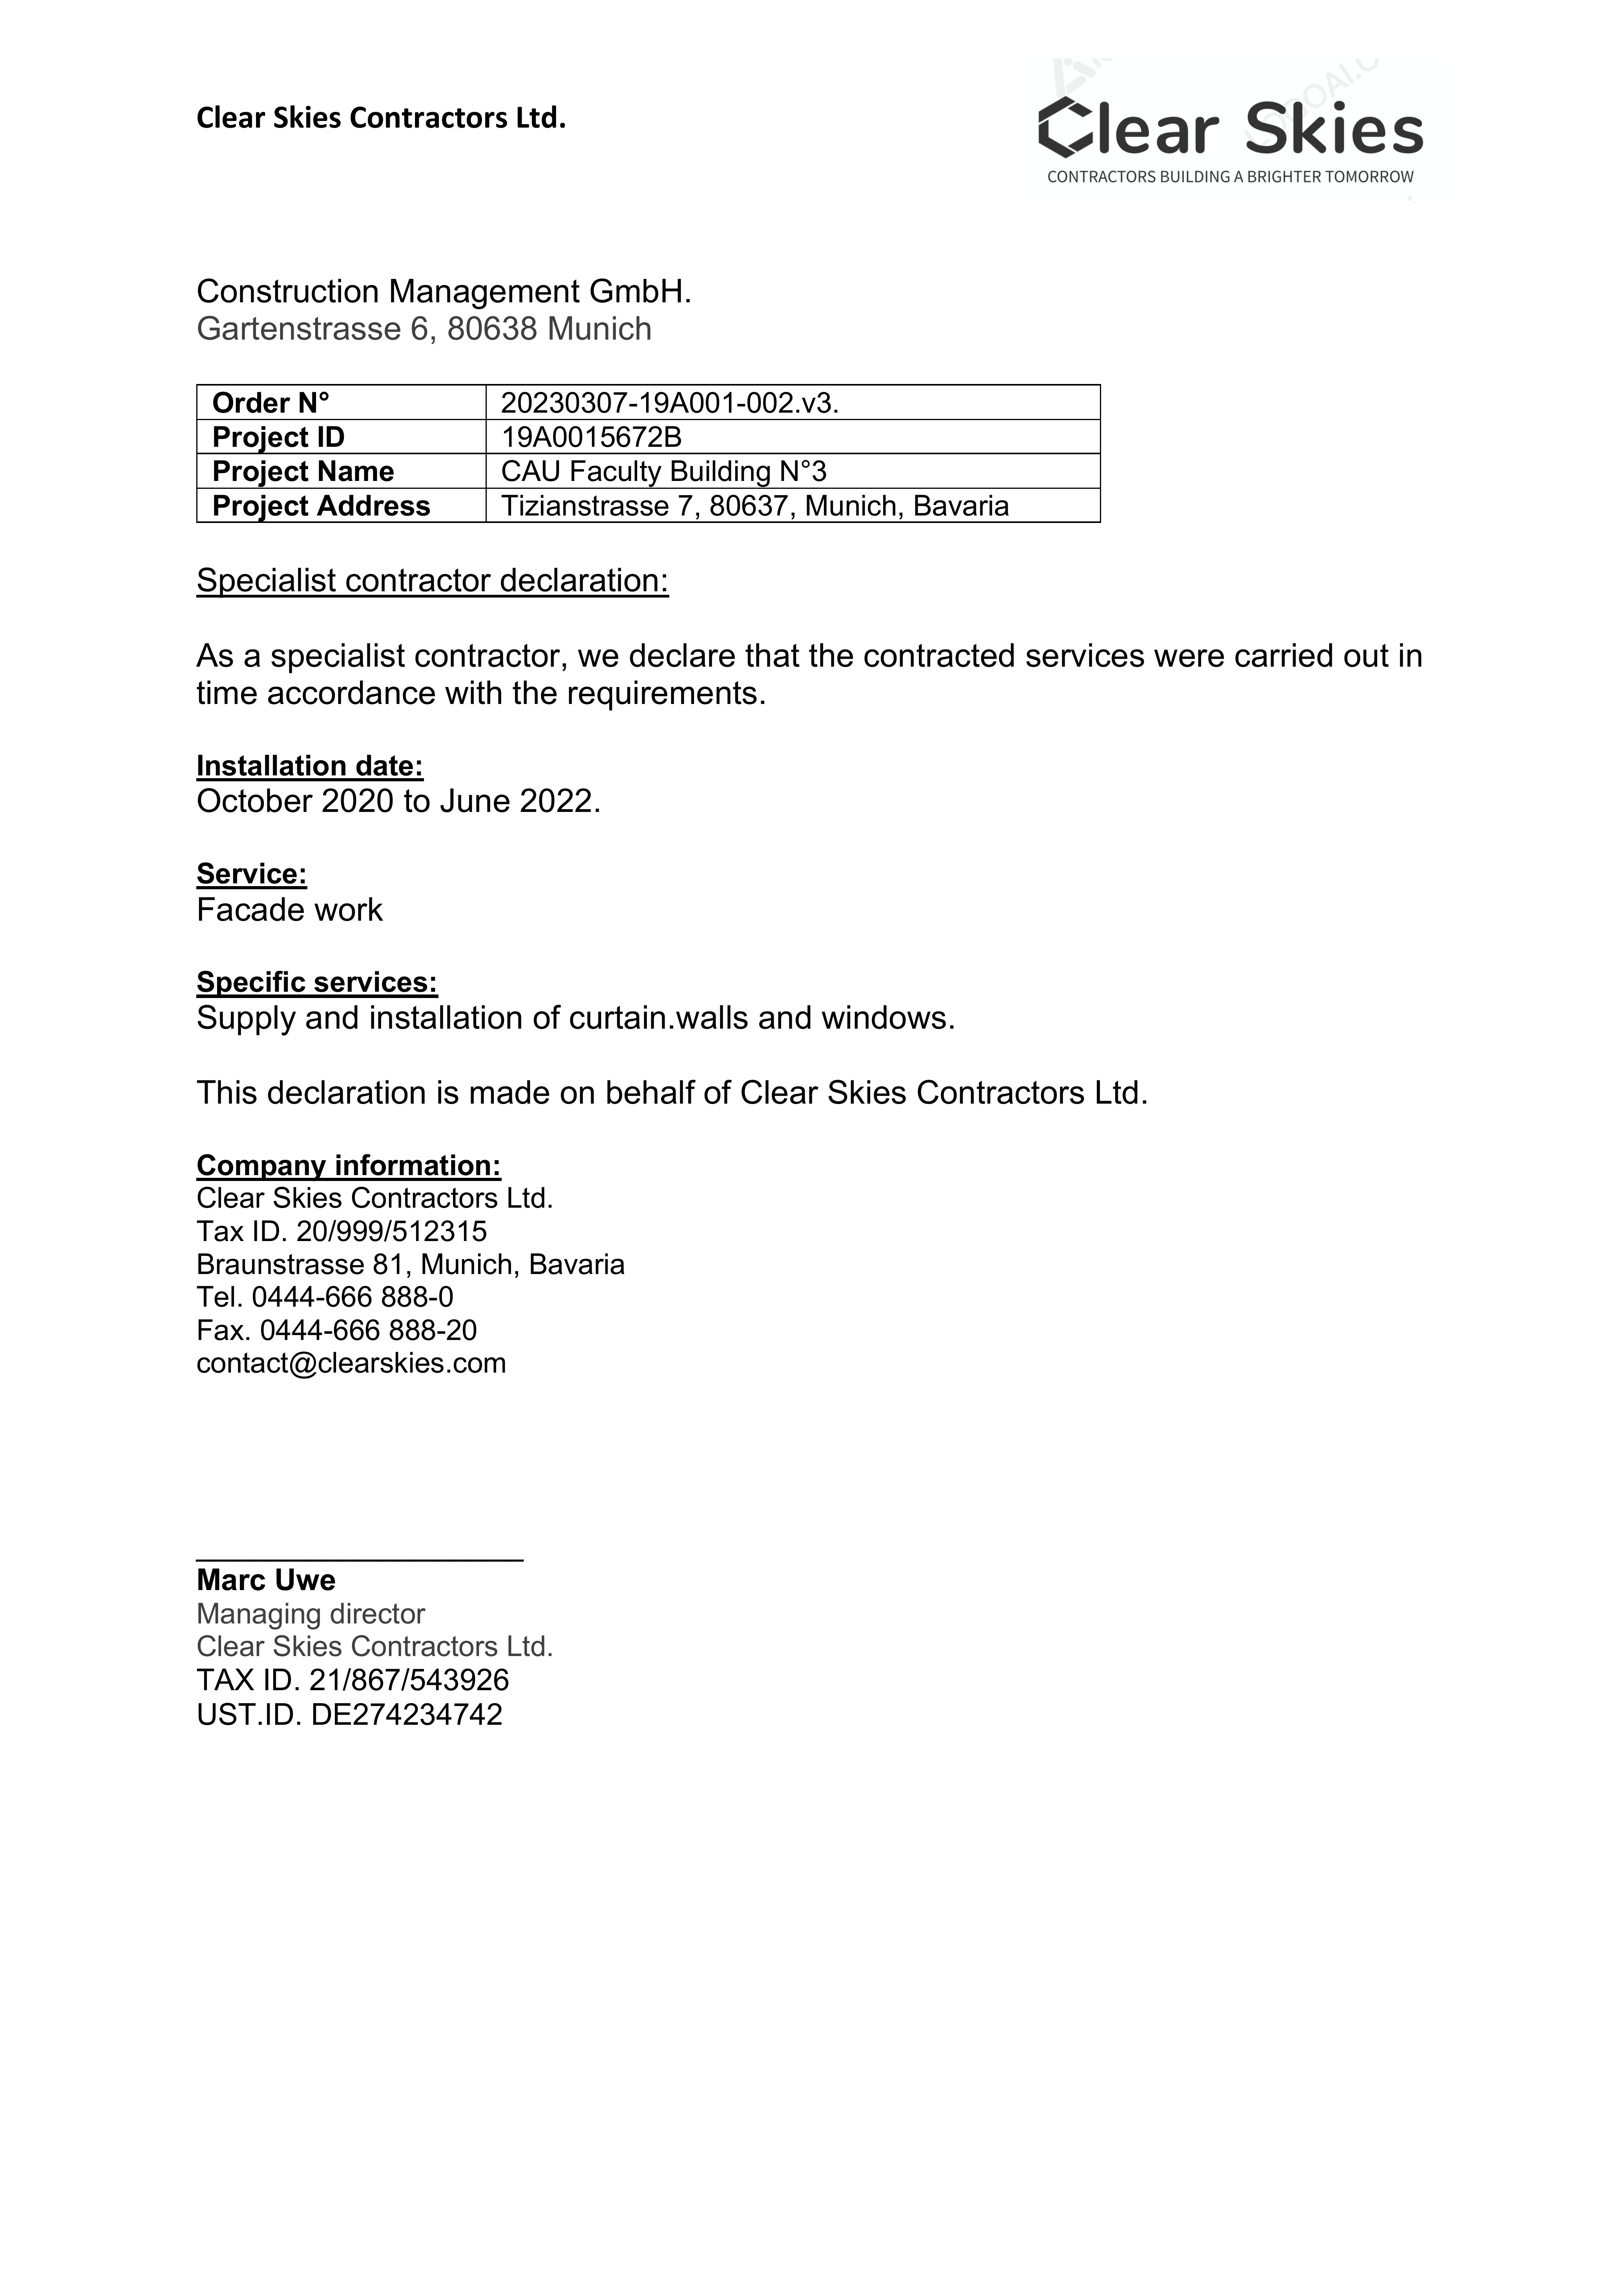 Clear Skies Contractors Ltd.
Clear Skies
CONTRACTORS BUILDING A BRIGHTER TOMORROW
Construction Management GmbH.
Gartenstrasse 6, 80638 Munich
Order N° 20230307-19A001-002.v3.
Project ID 19A0015672B
Project Name CAU Faculty Building N°3
Project Address Tizianstrasse 7, 80637, Munich, Bavaria
Specialist contractor declaration:
As a specialist contractor, we declare that the contracted services were carried out in
time accordance with the requirements.
Installation date:
October 2020 to June 2022.
Service:
Facade work
Specific services:
Supply and installation of curtain.walls and windows.
This declaration is made on behalf of Clear Skies Contractors Ltd.
Company information:
Clear Skies Contractors Ltd.
Tax ID. 20/999/512315
Braunstrasse 81, Munich, Bavaria
Tel. 0444-666 888-0
Fax. 0444-666 888-20
contact@clearskies.com
Marc Uwe
Managing director
Clear Skies Contractors Ltd.
TAX ID. 21/867/543926
UST.ID. DE274234742